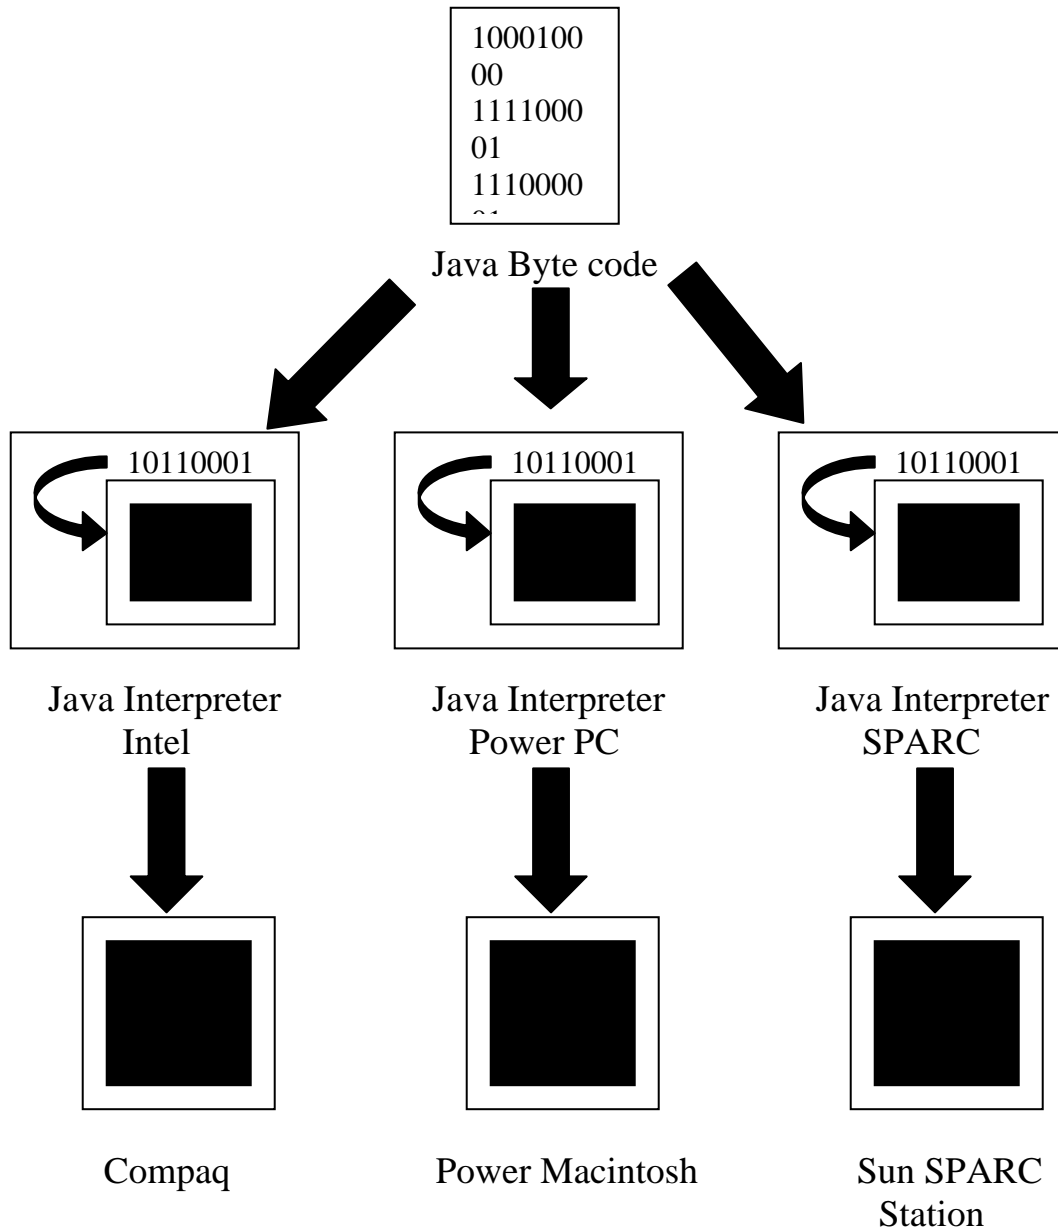 1000100
00
1111000
01
1110000
Java Byte code
10110001
10110001
10110001
Java Interpreter
Intel
Java Interpreter
Power PC
Java Interpreter
SPARC
Compaq
Power Macintosh
Sun SPARC
Station